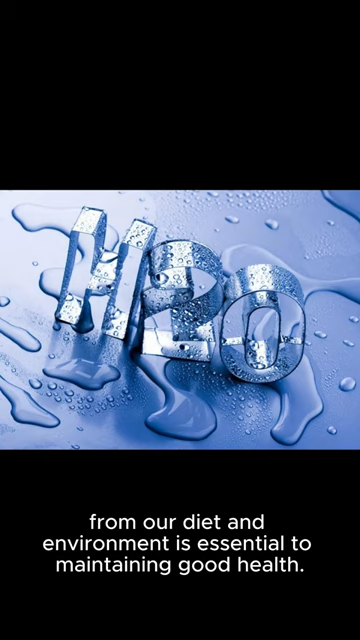 H2O
from our diet and
environment is essential to
maintaining good health.